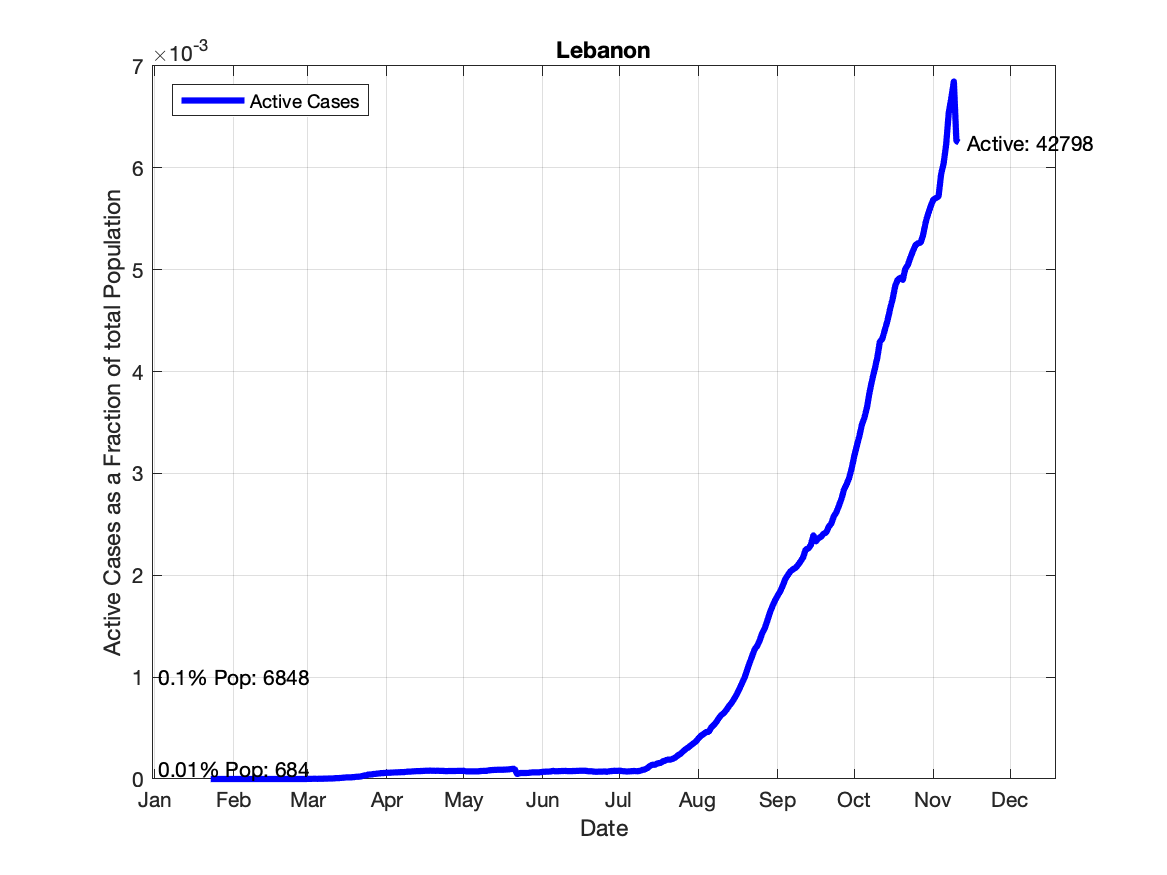 ×10-3
Lebanon
7
Active Cases
6
Active: 42798
5
4
3
2
1
0.1% Pop: 6848
0.01% Pop: 684
0
Jan Feb Mar Apr May Jun Jul Aug Sep Oct Nov Dec
Date
Active Cases as a Fraction of total Population